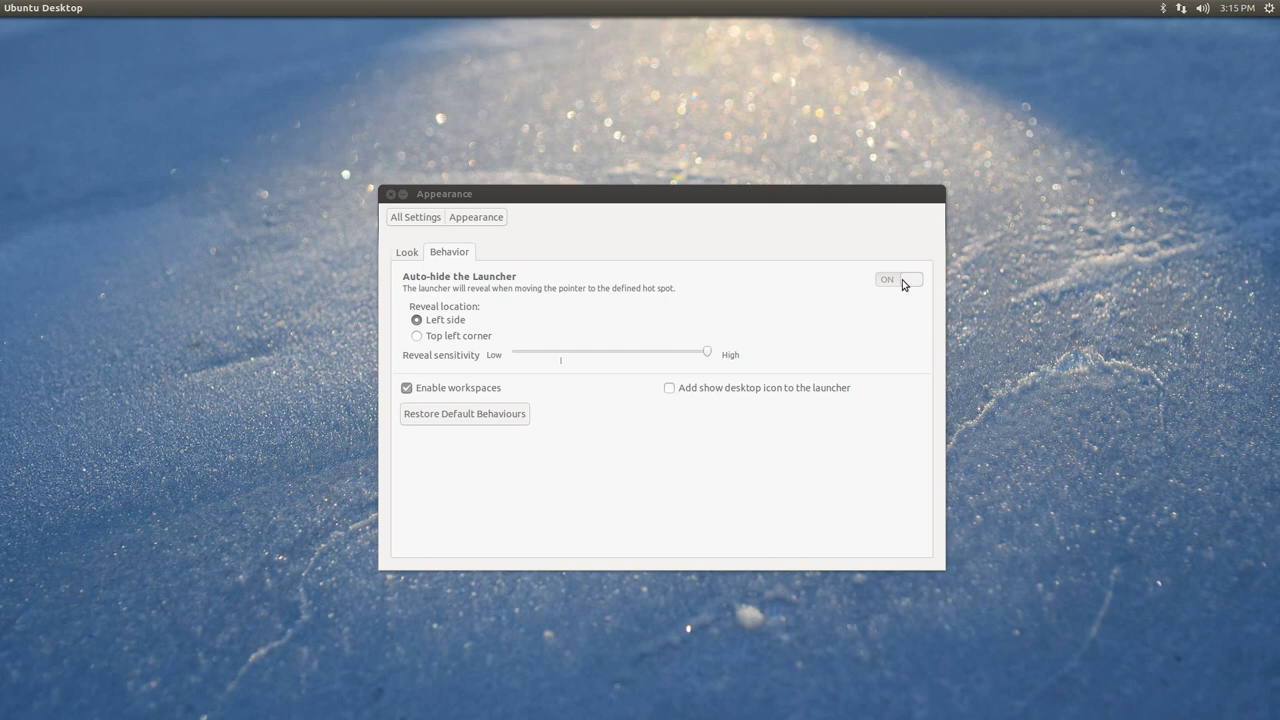 Ubuntu Desktop
3:15 PM
Appearance
All Settings Appearance
Look Behavior
Auto-hide the Launcher
ON
The launcher will reveal when moving the pointer to the defined hot spot.
Reveal location:
Left side
Top left corner
Reveal sensitivity Low High
Enable workspaces Add show desktop icon to the launcher
Restore Default Behaviours